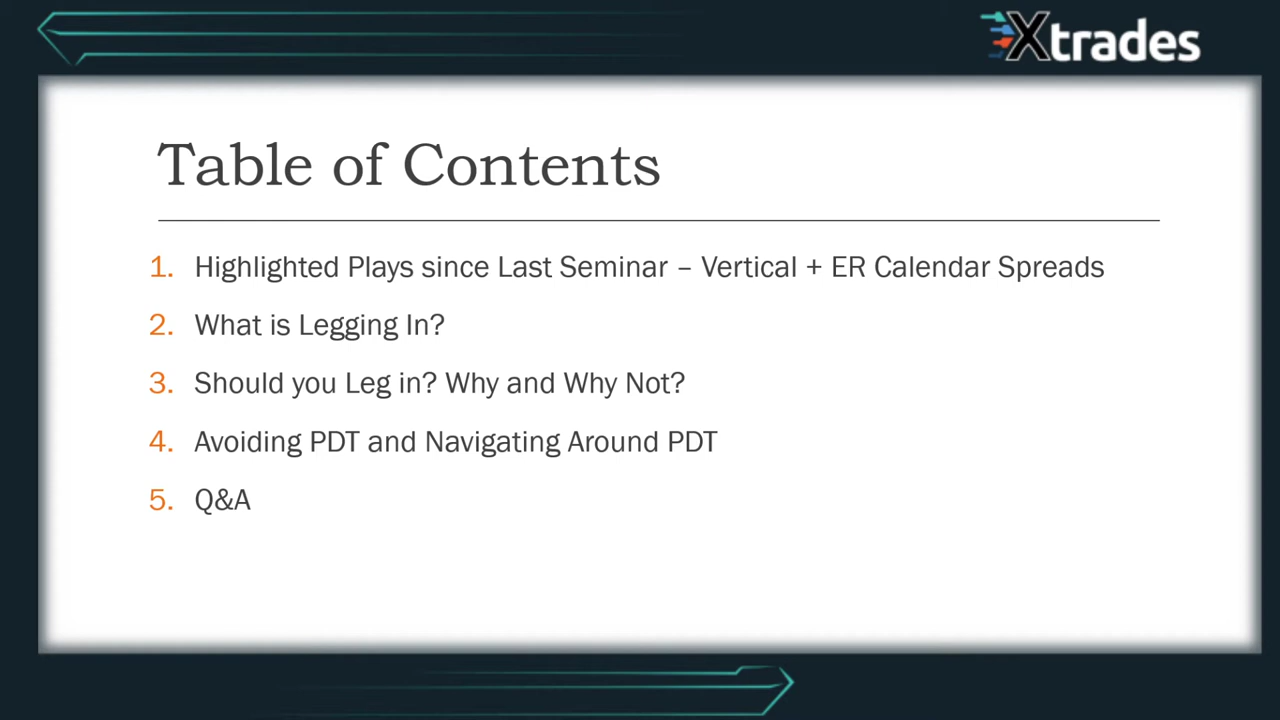 Xtrades
Table of Contents
1. Highlighted Plays since Last Seminar – Vertical + ER Calendar Spreads
2. What is Legging In?
3. Should you Leg in? Why and Why Not?
4. Avoiding PDT and Navigating Around PDT
5. Q&A